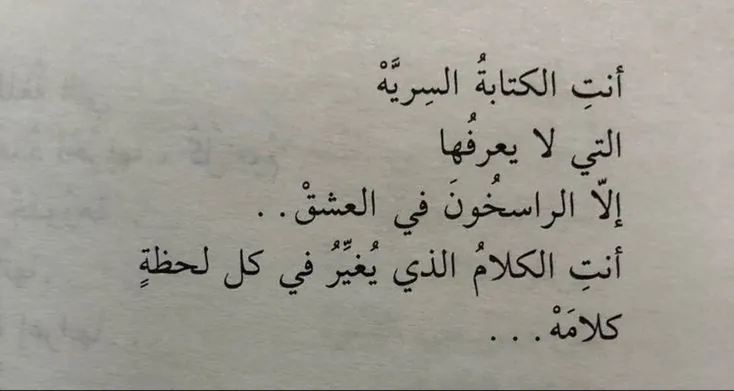 أنتِ الكتابةُ السِريَّهْ
التي لا يعرفُها
إلاّ الراسخُونَ في العشقْ..
أنتِ الكلامُ الذي يُغيِّرُ في كل لحظةٍ
كلامَهْ...